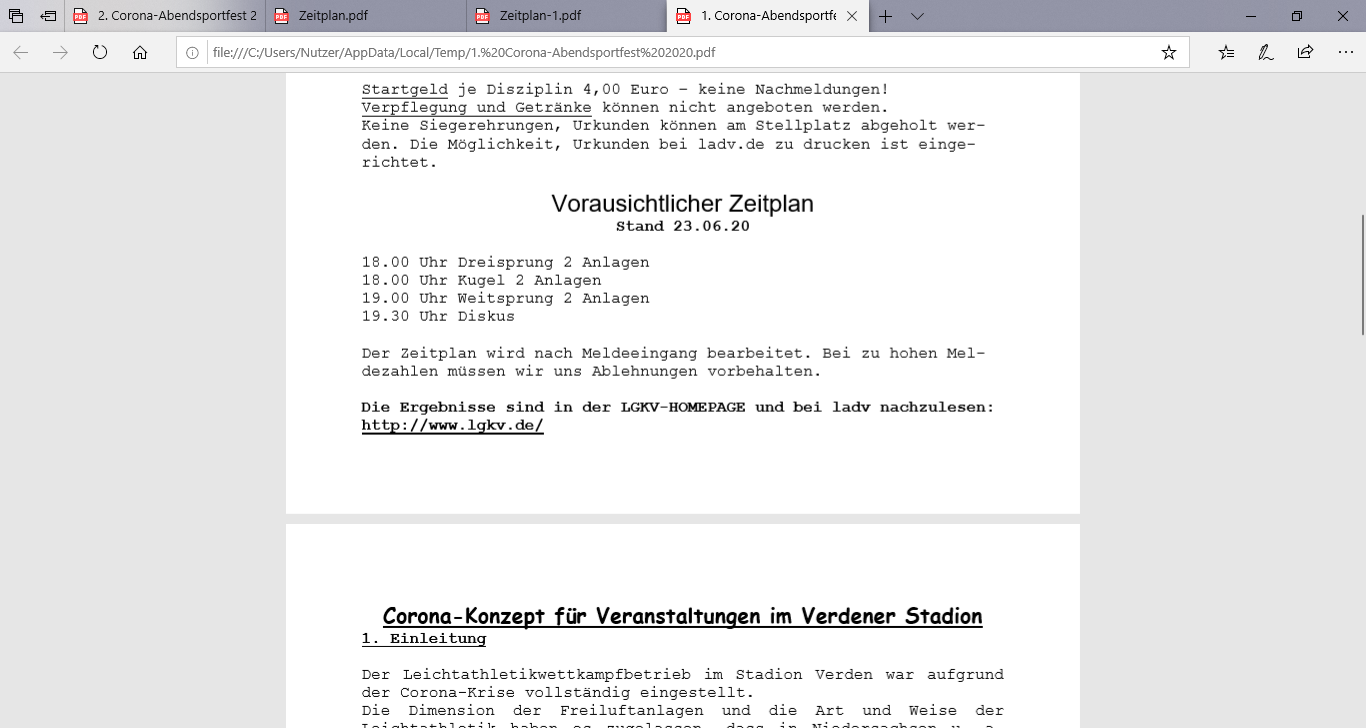 2. Corona-Abendsportfest 2
Zeitplan.pdf
Zeitplan-1.pdf
1. Corona-Abendsportfe
file:///C:/Users/Nutzer/AppData/Local/Temp/1.%20Corona-Abendsportfest%202020.pdf
Startgeld je Disziplin 4,00 Euro – keine Nachmeldungen!
Verpflegung und Getränke können nicht angeboten werden.
Keine Siegerehrungen, Urkunden können am Stellplatz abgeholt wer-
den. Die Möglichkeit, Urkunden bei ladv.de zu drucken ist einge-
richtet.
Vorausichtlicher Zeitplan
Stand 23.06.20
18.00 Uhr Dreisprung 2 Anlagen
18.00 Uhr Kugel 2 Anlagen
19.00 Uhr Weitsprung 2 Anlagen
19.30 Uhr Diskus
Der Zeitplan wird nach Meldeeingang bearbeitet. Bei zu hohen Mel-
dezahlen müssen wir uns Ablehnungen vorbehalten.
Die Ergebnisse sind in der LGKV-HOMEPAGE und bei ladv nachzulesen:
http://www.lgkv.de/
Corona-Konzept für Veranstaltungen im Verdener Stadion
1. Einleitung
Der Leichtathletikwettkampfbetrieb im Stadion Verden war aufgrund
der Corona-Krise vollständig eingestellt.
Die Dimension der Freiluftanlagen und die Art und Weise der
Leichtathletik haben es zugelassen, dass in Niedersachsen u. a.